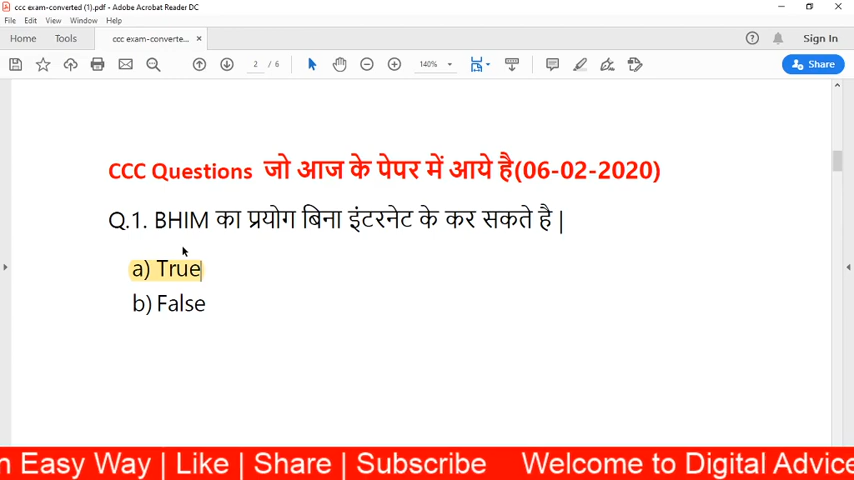 ccc exam-converted (1).pdf - Adobe Acrobat Reader DC
File Edit View Window Help
Home Tools ccc exam-converte... × Sign In
2 / 6 140% Share
CCC Questions जो आज के पेपर में आये है(06-02-2020)
Q.1. BHIM का प्रयोग बिना इंटरनेट के कर सकते है |
a) True
b) False
n Easy Way | Like | Share | Subscribe Welcome to Digital Advice